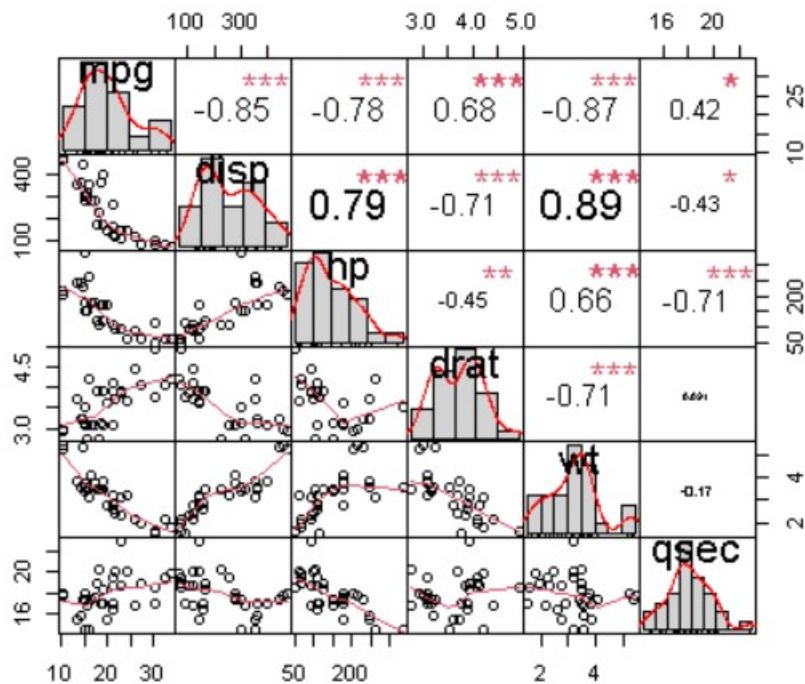 100 300 3.0 4.0 5.0 16 20
mpg *** -0.85 *** -0.78 *** 0.68 *** -0.87 * 0.42 10 25
100 400 disp *** 0.79 *** -0.71 *** 0.89 * -0.43
hp ** -0.45 *** 0.66 *** -0.71 50 200
3.0 4.5 drat *** -0.71 0.091
wt -0.17 2 4
16 20 qsec
10 20 30 50 200 2 4